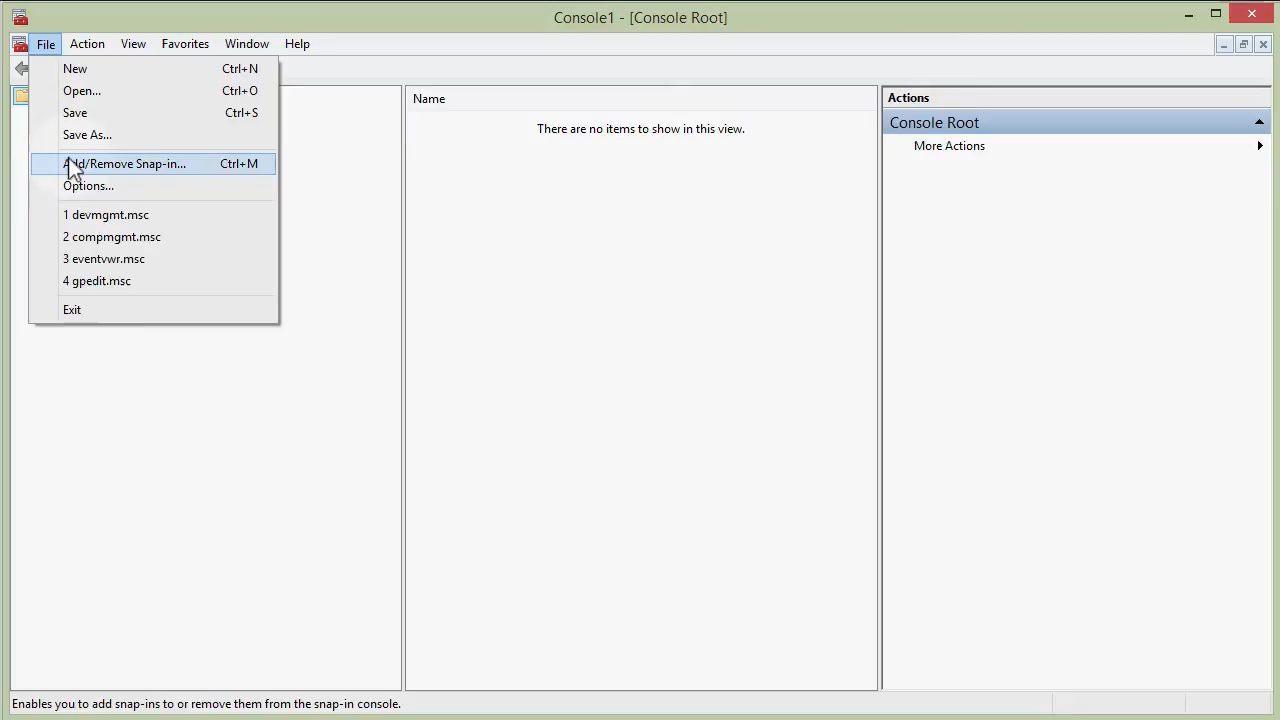 Console1 - [Console Root]
File Action View Favorites Window Help
New Ctrl+N
Open... Ctrl+O
Save Ctrl+S
Save As...
Add/Remove Snap-in... Ctrl+M
Options...
1 devmgmt.msc
2 compmgmt.msc
3 eventvwr.msc
4 gpedit.msc
Exit
Name
There are no items to show in this view.
Actions
Console Root
More Actions
Enables you to add snap-ins to or remove them from the snap-in console.